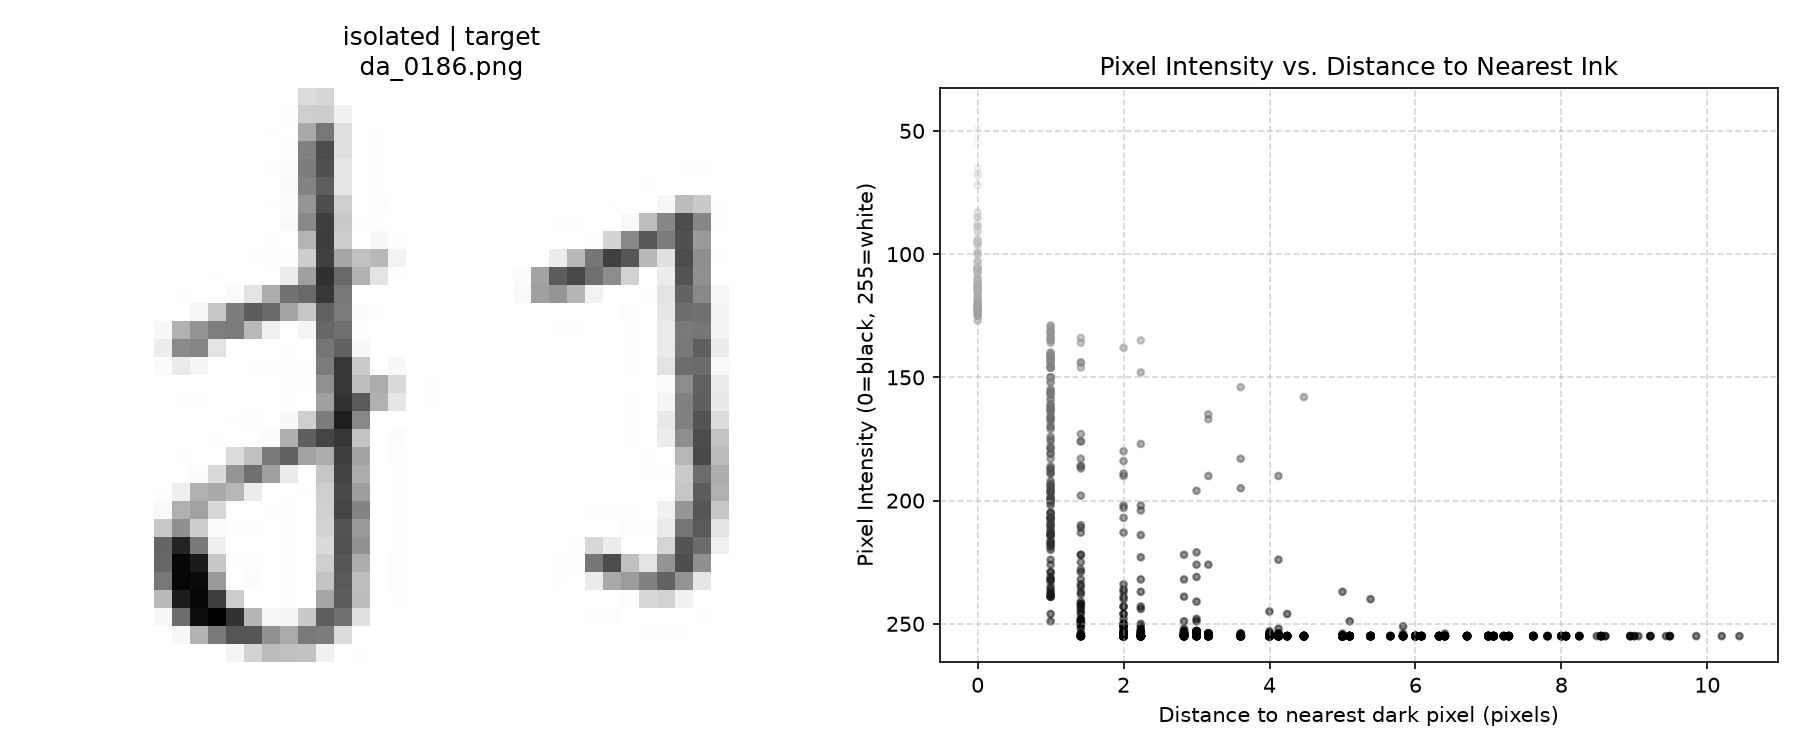 isolated | target
da_0186.png
Pixel Intensity vs. Distance to Nearest Ink
Pixel Intensity (0=black, 255=white)
50
100
150
200
250
0 2 4 6 8 10
Distance to nearest dark pixel (pixels)